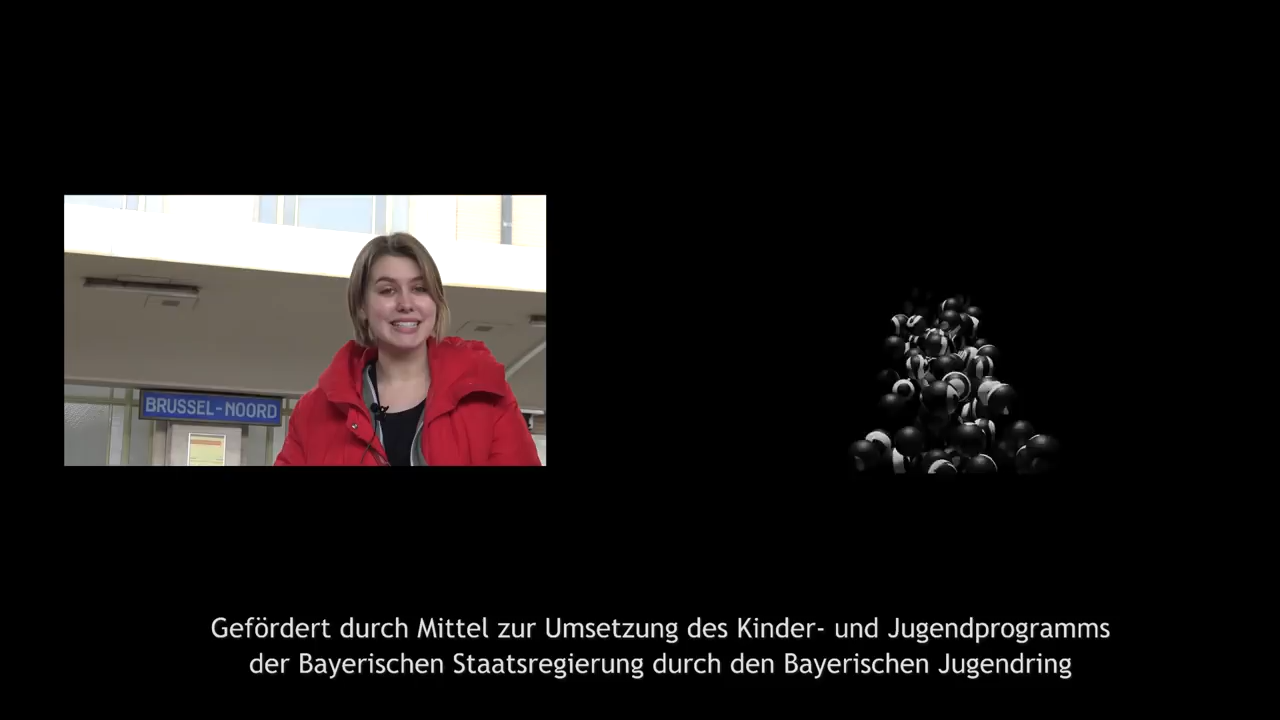 BRUSSEL-NOORD
Gefördert durch Mittel zur Umsetzung des Kinder- und Jugendprogramms
der Bayerischen Staatsregierung durch den Bayerischen Jugendring